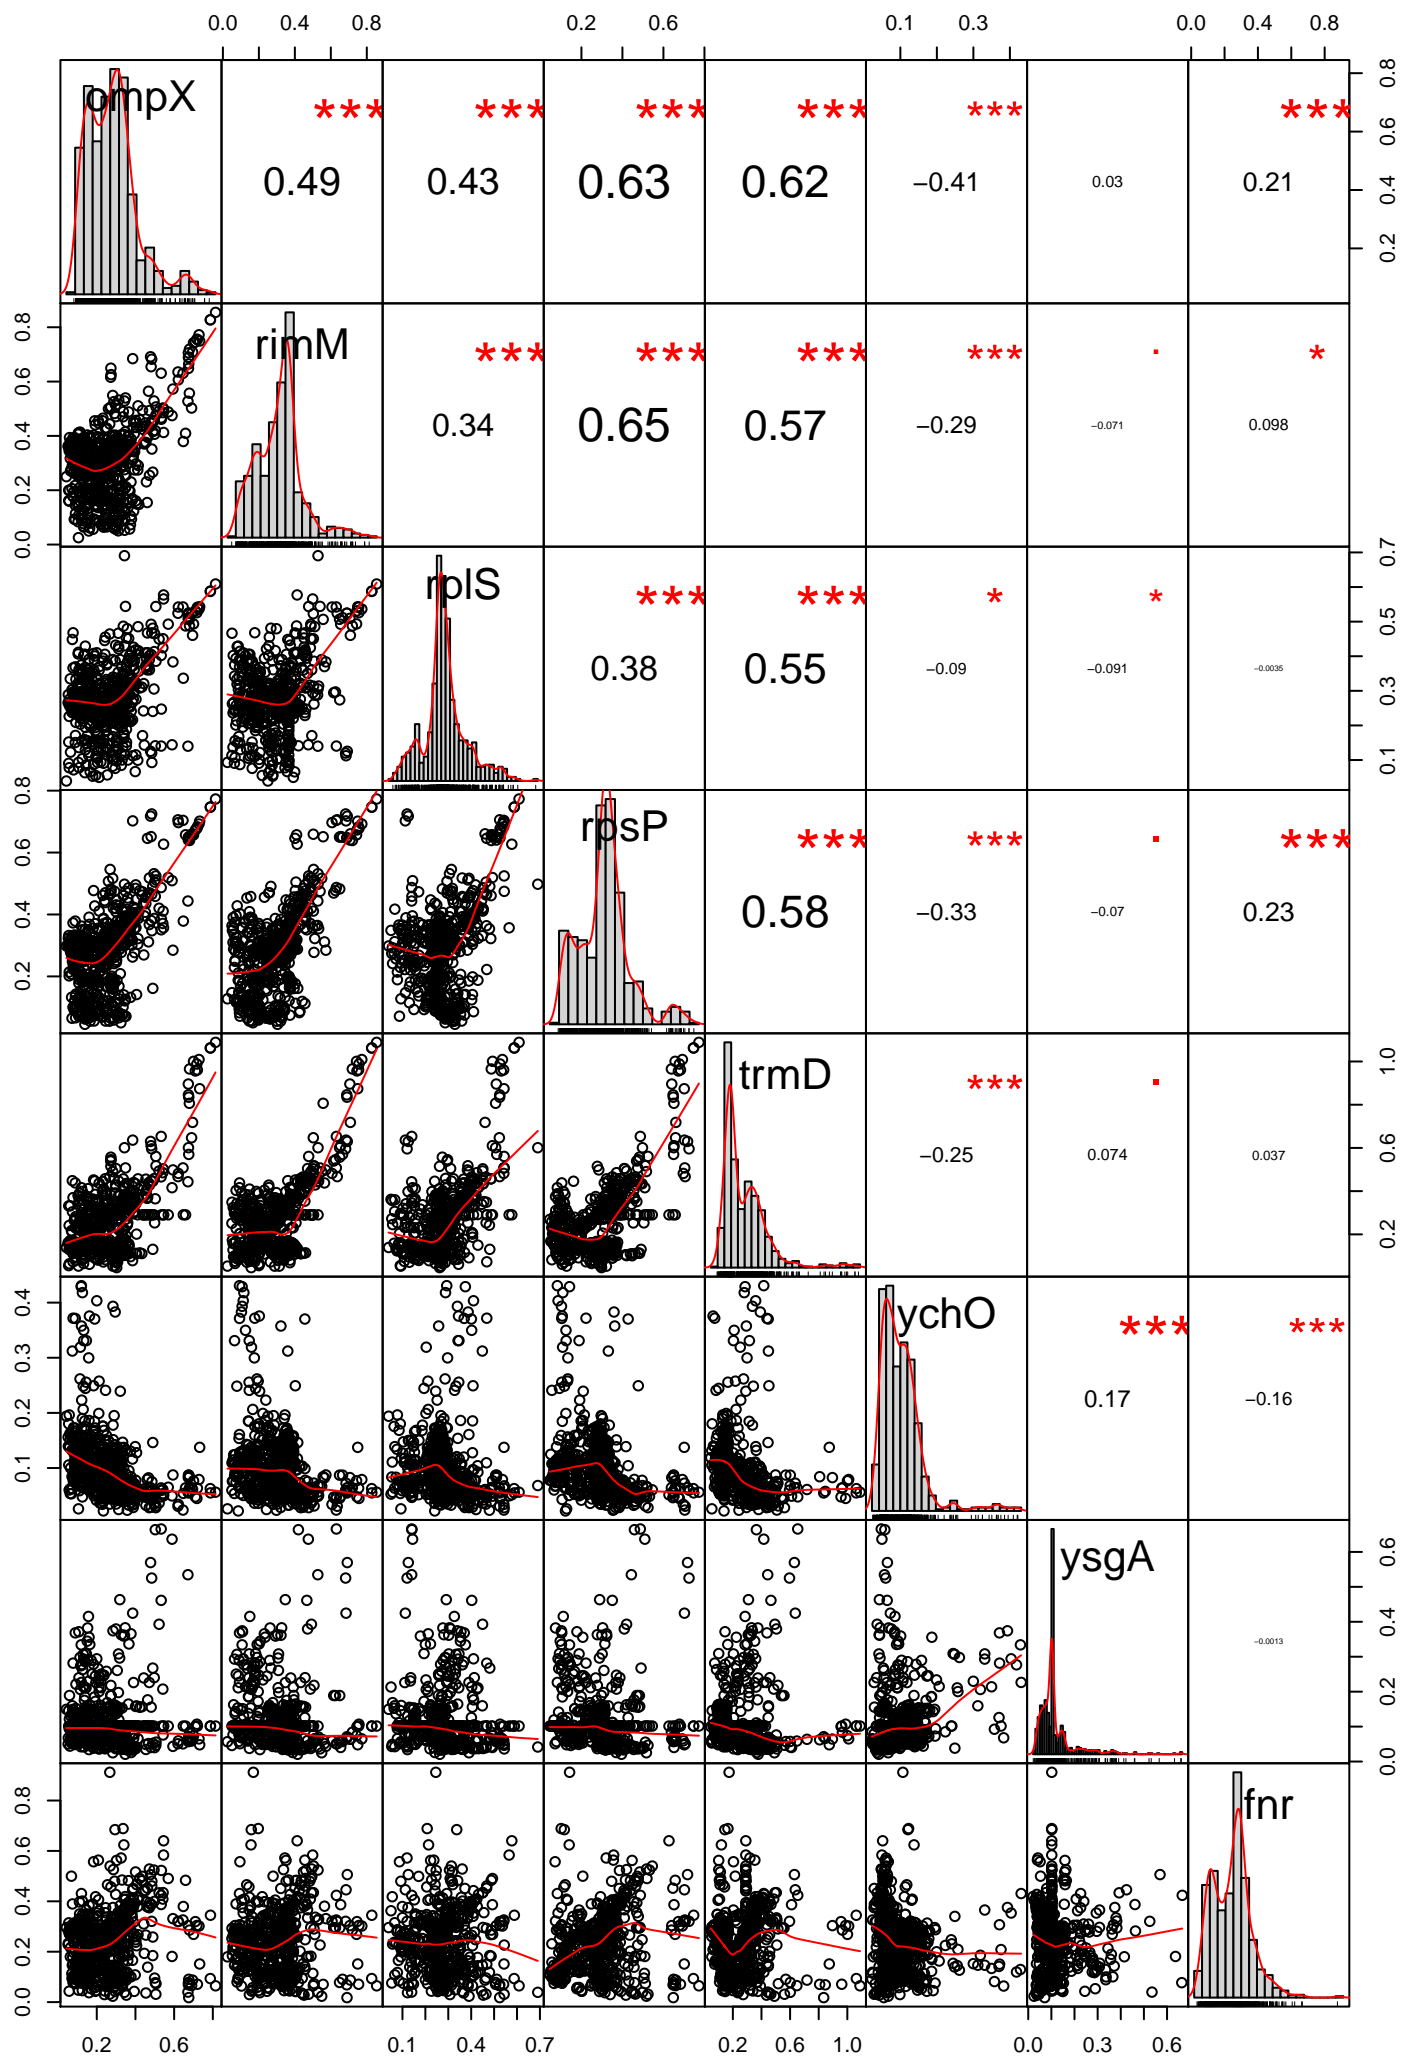 0.0 0.4 0.8 0.2 0.6 0.1 0.3 0.0 0.4 0.8
ompX *** *** *** *** *** ***
0.49 0.43 0.63 0.62 −0.41 0.03 0.21
0.2 0.4 0.6 0.8
rimM *** *** *** *** . *
0.34 0.65 0.57 −0.29 −0.071 0.098
0.0 0.2 0.4 0.6 0.8
rplS *** *** * *
0.38 0.55 −0.09 −0.091 −0.0035
0.1 0.3 0.5 0.7
rpsP *** *** . ***
0.58 −0.33 −0.07 0.23
0.2 0.4 0.6 0.8
trmD *** .
−0.25 0.074 0.037
0.2 0.6 1.0
ychO *** ***
0.17 −0.16
0.1 0.2 0.3 0.4
ysgA
−0.0013
0.0 0.2 0.4 0.6
fnr
0.0 0.2 0.4 0.6 0.8
0.2 0.6 0.1 0.4 0.7 0.2 0.6 1.0 0.0 0.3 0.6